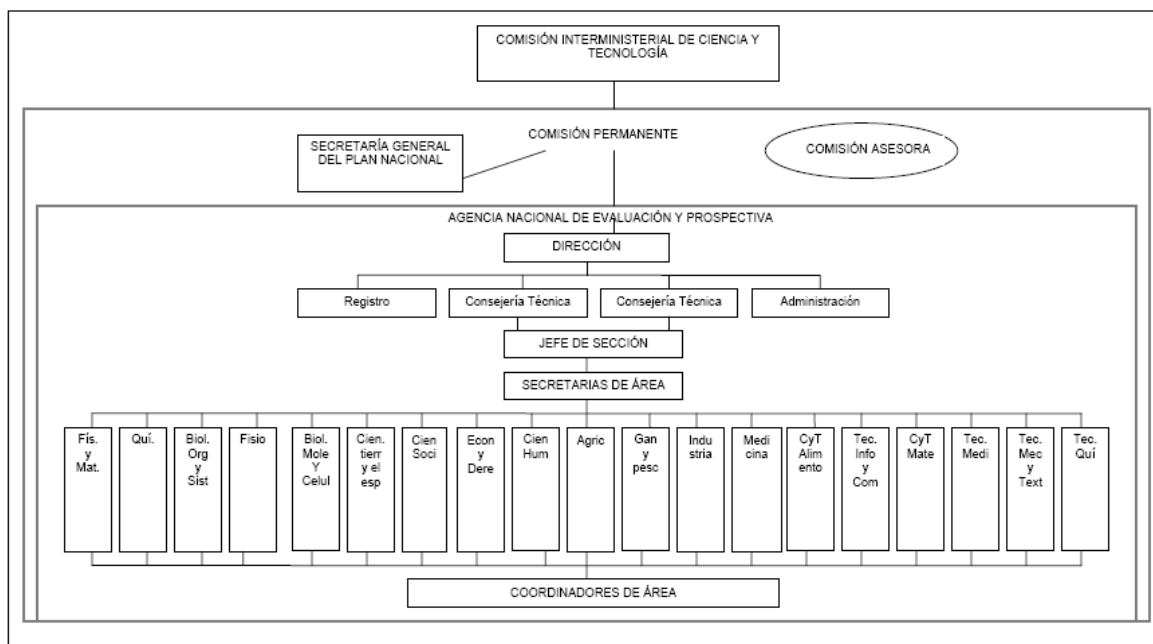 COMISIÓN INTERMINISTERIAL DE CIENCIA Y
TECNOLOGÍA
COMISIÓN PERMANENTE
SECRETARÍA GENERAL
DEL PLAN NACIONAL
COMISIÓN ASESORA
AGENCIA NACIONAL DE EVALUACIÓN Y PROSPECTIVA
DIRECCIÓN
Registro
Consejería Técnica
Consejería Técnica
Administración
JEFE DE SECCIÓN
SECRETARIAS DE ÁREA
Fís.
y
Mat.
Quí.
Biol.
Org
y
Sist
Fisio
Biol.
Mole
Y
Celul
Cien.
tierr
y el
esp
Cien
Soci
Econ
y
Dere
Cien
Hum
Agric
Gan
y
pesc
Indu
stria
Medi
cina
CyT
Alim
ento
Tec.
Info
y
Com
CyT
Mate
Tec.
Medi
Tec.
Mec
y
Text
Tec.
Quí
COORDINADORES DE ÁREA